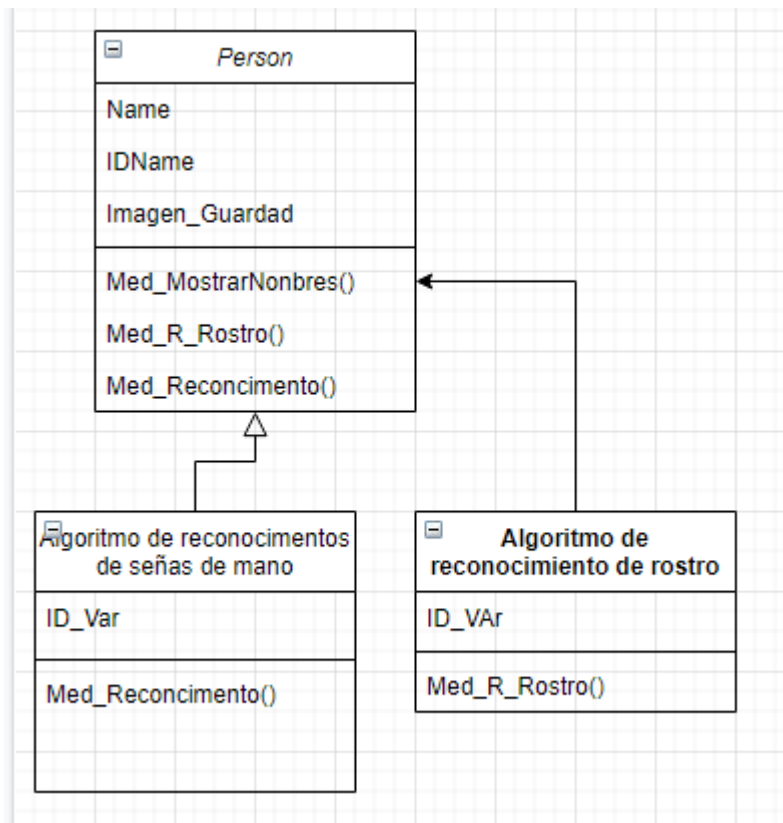 Person
Name
IDName
Imagen_Guardad
Med_MostrarNonbres()
Med_R_Rostro()
Med_Reconcimento()
Algoritmo de reconocimentos
de señas de mano
ID_Var
Med_Reconcimento()
Algoritmo de
reconocimiento de rostro
ID_VAr
Med_R_Rostro()